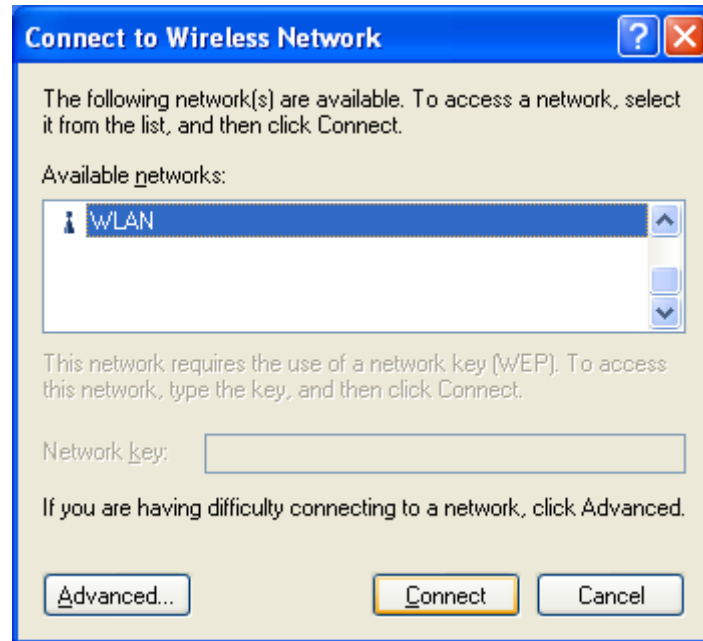 Connect to Wireless Network
The following network(s) are available. To access a network, select
it from the list, and then click Connect.
Available networks:
WLAN
This network requires the use of a network key (WEP). To access
this network, type the key, and then click Connect.
Network key:
If you are having difficulty connecting to a network, click Advanced.
Advanced... Connect Cancel